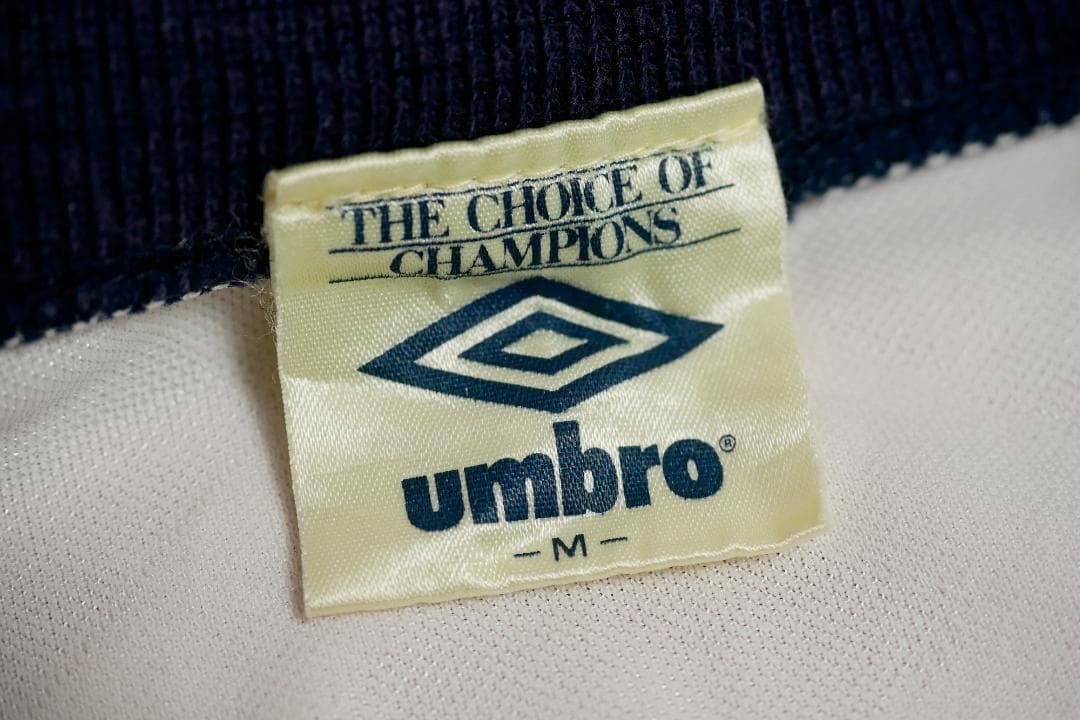 THE CHOICE OF
CHAMPIONS
umbro®
- M -